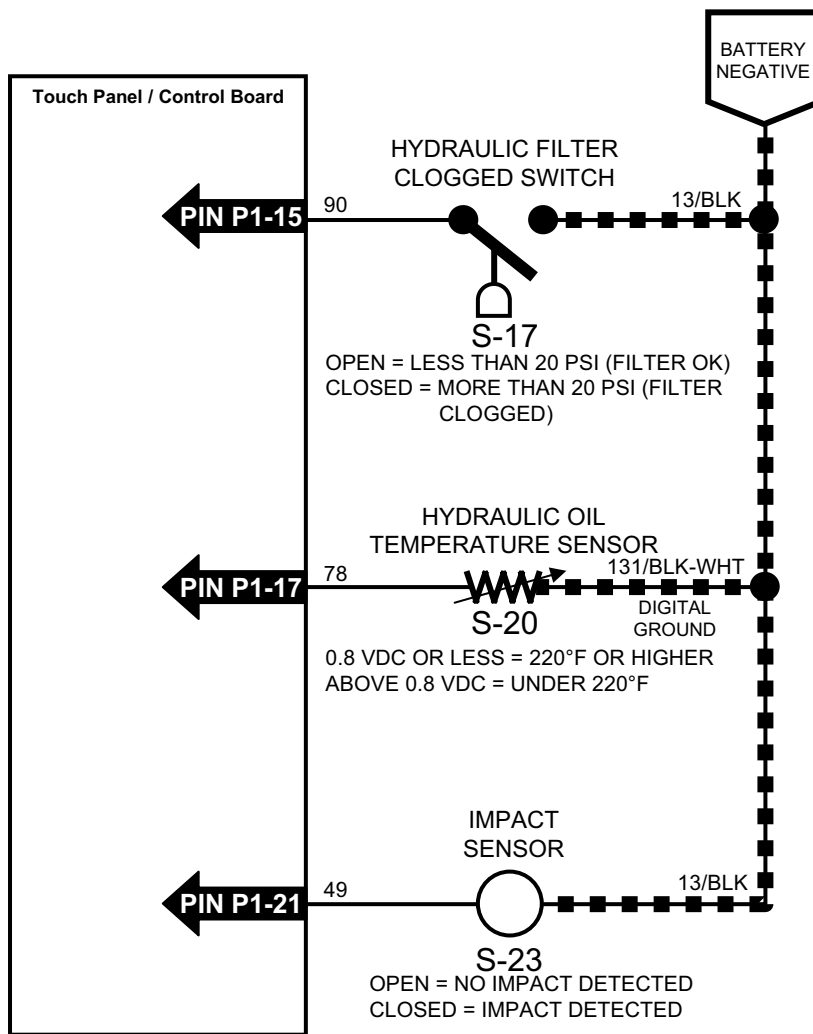 BATTERY
NEGATIVE
Touch Panel / Control Board
HYDRAULIC FILTER
CLOGGED SWITCH
PIN P1-15
90
13/BLK
S-17
OPEN = LESS THAN 20 PSI (FILTER OK)
CLOSED = MORE THAN 20 PSI (FILTER
CLOGGED)
HYDRAULIC OIL
TEMPERATURE SENSOR
PIN P1-17
78
131/BLK-WHT
S-20
DIGITAL
GROUND
0.8 VDC OR LESS = 220°F OR HIGHER
ABOVE 0.8 VDC = UNDER 220°F
IMPACT
SENSOR
PIN P1-21
49
13/BLK
S-23
OPEN = NO IMPACT DETECTED
CLOSED = IMPACT DETECTED